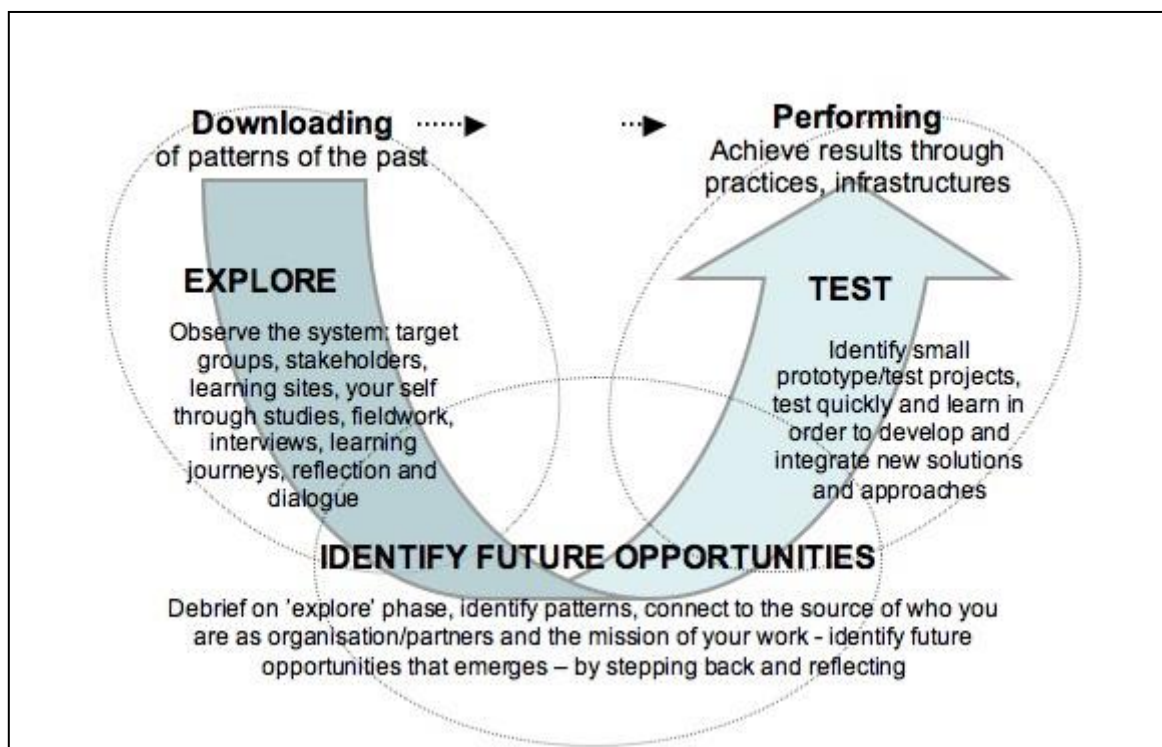 Downloading
of patterns of the past
Performing
Achieve results through
practices, infrastructures
EXPLORE
Observe the system: target
groups, stakeholders,
learning sites, your self
through studies, fieldwork,
interviews, learning
journeys, reflection and
dialogue
TEST
Identify small
prototype/test projects,
test quickly and learn in
order to develop and
integrate new solutions
and approaches
IDENTIFY FUTURE OPPORTUNITIES
Debrief on 'explore' phase, identify patterns, connect to the source of who you
are as organisation/partners and the mission of your work - identify future
opportunities that emerges – by stepping back and reflecting